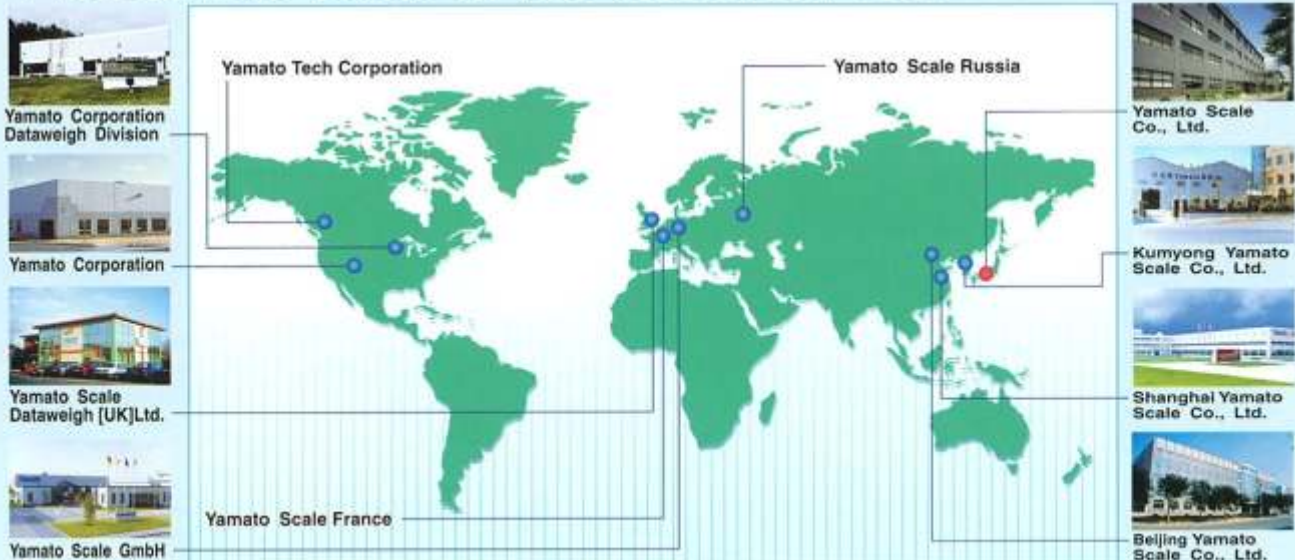 Yamato Tech Corporation
Yamato Scale Russia
Yamato Corporation
Dataweigh Division
Yamato Corporation
Yamato Scale
Dataweigh [UK]Ltd.
Yamato Scale France
Yamato Scale GmbH
Yamato Scale
Co., Ltd.
Kumyong Yamato
Scale Co., Ltd.
Shanghai Yamato
Scale Co., Ltd.
Beijing Yamato
Scale Co., Ltd.